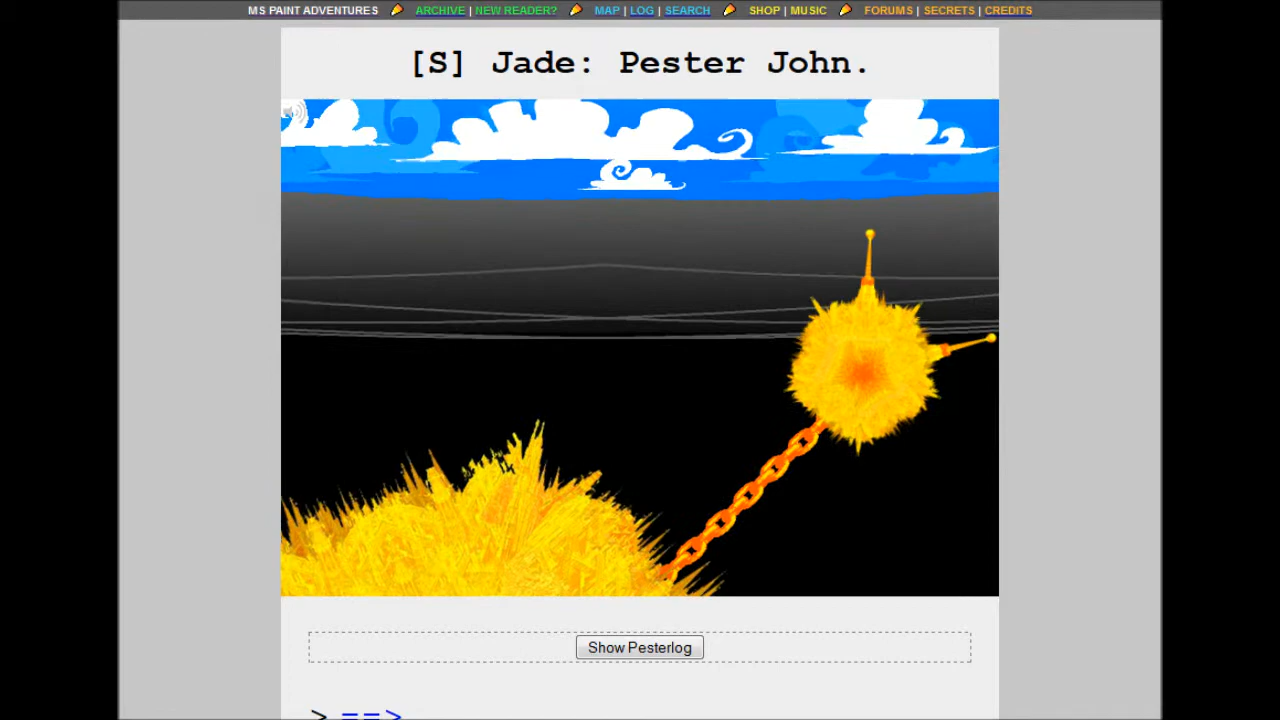 MS PAINT ADVENTURES ARCHIVE | NEW READER? MAP | LOG | SEARCH SHOP | MUSIC FORUMS | SECRETS | CREDITS
[S] Jade: Pester John.
Show Pesterlog
> ==>